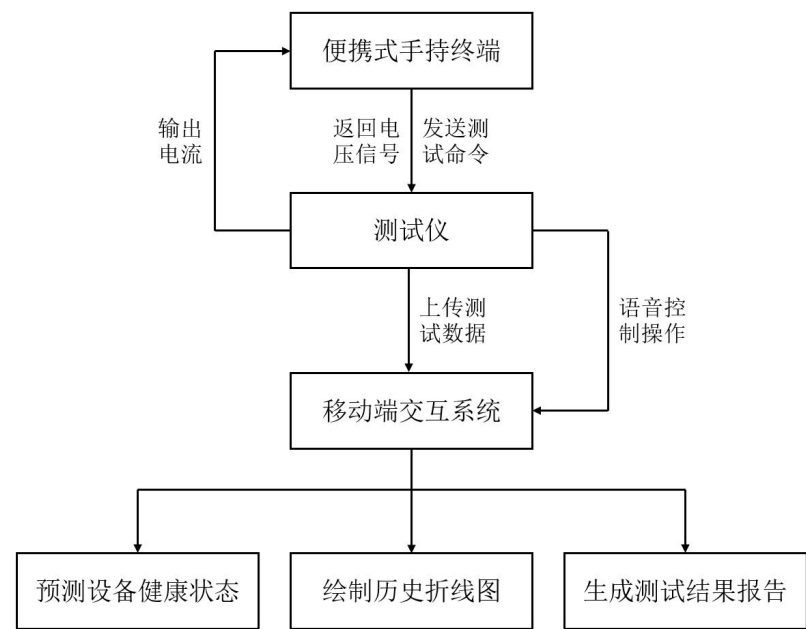 便携式手持终端
输出
电流
返回电
压信号
发送测
试命令
测试仪
上传测
试数据
语音控
制操作
移动端交互系统
预测设备健康状态
绘制历史折线图
生成测试结果报告